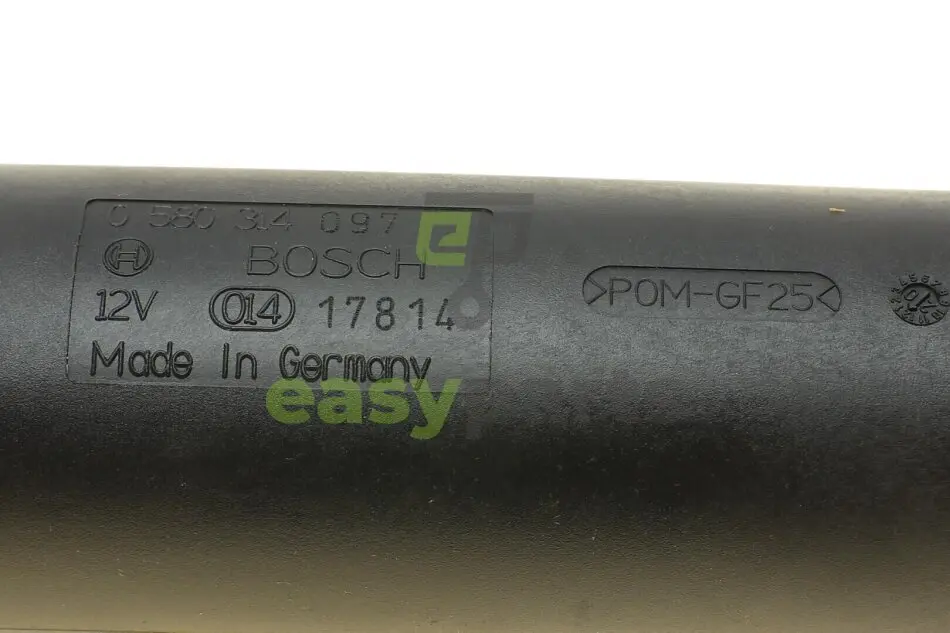 0 580 314 097
BOSCH
12V 014 17814
Made In Germany
>POM-GF25<
easy